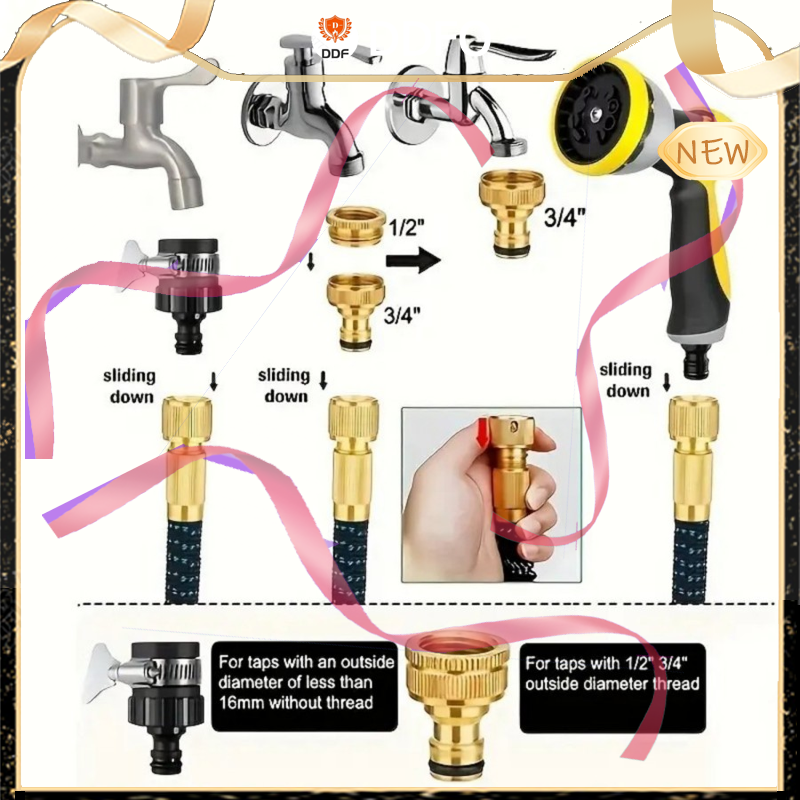 DDF
NEW
1/2"
3/4"
3/4"
sliding
down
sliding
down
sliding
down
For taps with an outside
diameter of less than
16mm without thread
For taps with 1/2" 3/4"
outside diameter thread